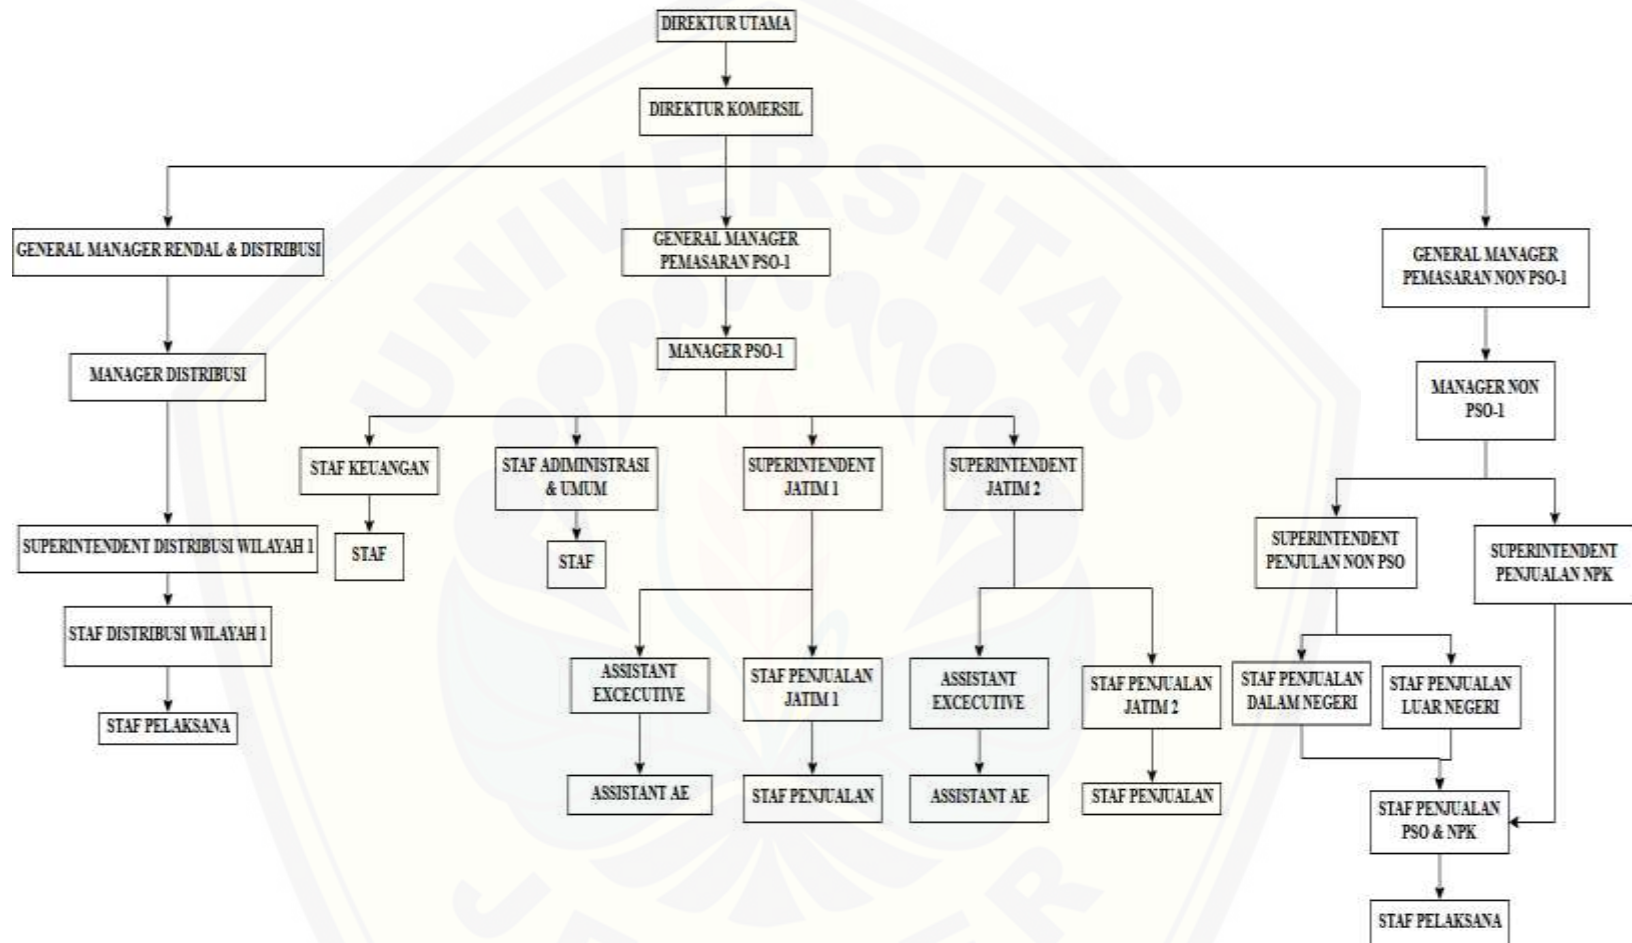 DIREKTUR UTAMA
DIREKTUR KOMERSIL
GENERAL MANAGER RENDAL & DISTRIBUSI
GENERAL MANAGER
PEMASARAN PSO-1
GENERAL MANAGER
PEMASARAN NON PSO-1
MANAGER DISTRIBUSI
MANAGER PSO-1
MANAGER NON
PSO-1
STAF KEUANGAN
STAF ADIMINISTRASI
& UMUM
SUPERINTENDENT
JATIM 1
SUPERINTENDENT
JATIM 2
SUPERINTENDENT DISTRIBUSI WILAYAH 1
STAF
STAF
SUPERINTENDENT
PENJULAN NON PSO
SUPERINTENDENT
PENJUALAN NPK
STAF DISTRIBUSI WILAYAH 1
ASSISTANT
EXCECUTIVE
STAF PENJUALAN
JATIM 1
ASSISTANT
EXCECUTIVE
STAF PENJUALAN
JATIM 2
STAF PENJUALAN
DALAM NEGERI
STAF PENJUALAN
LUAR NEGERI
STAF PELAKSANA
ASSISTANT AE
STAF PENJUALAN
ASSISTANT AE
STAF PENJUALAN
STAF PENJUALAN
PSO & NPK
STAF PELAKSANA
UNIVERSITAS